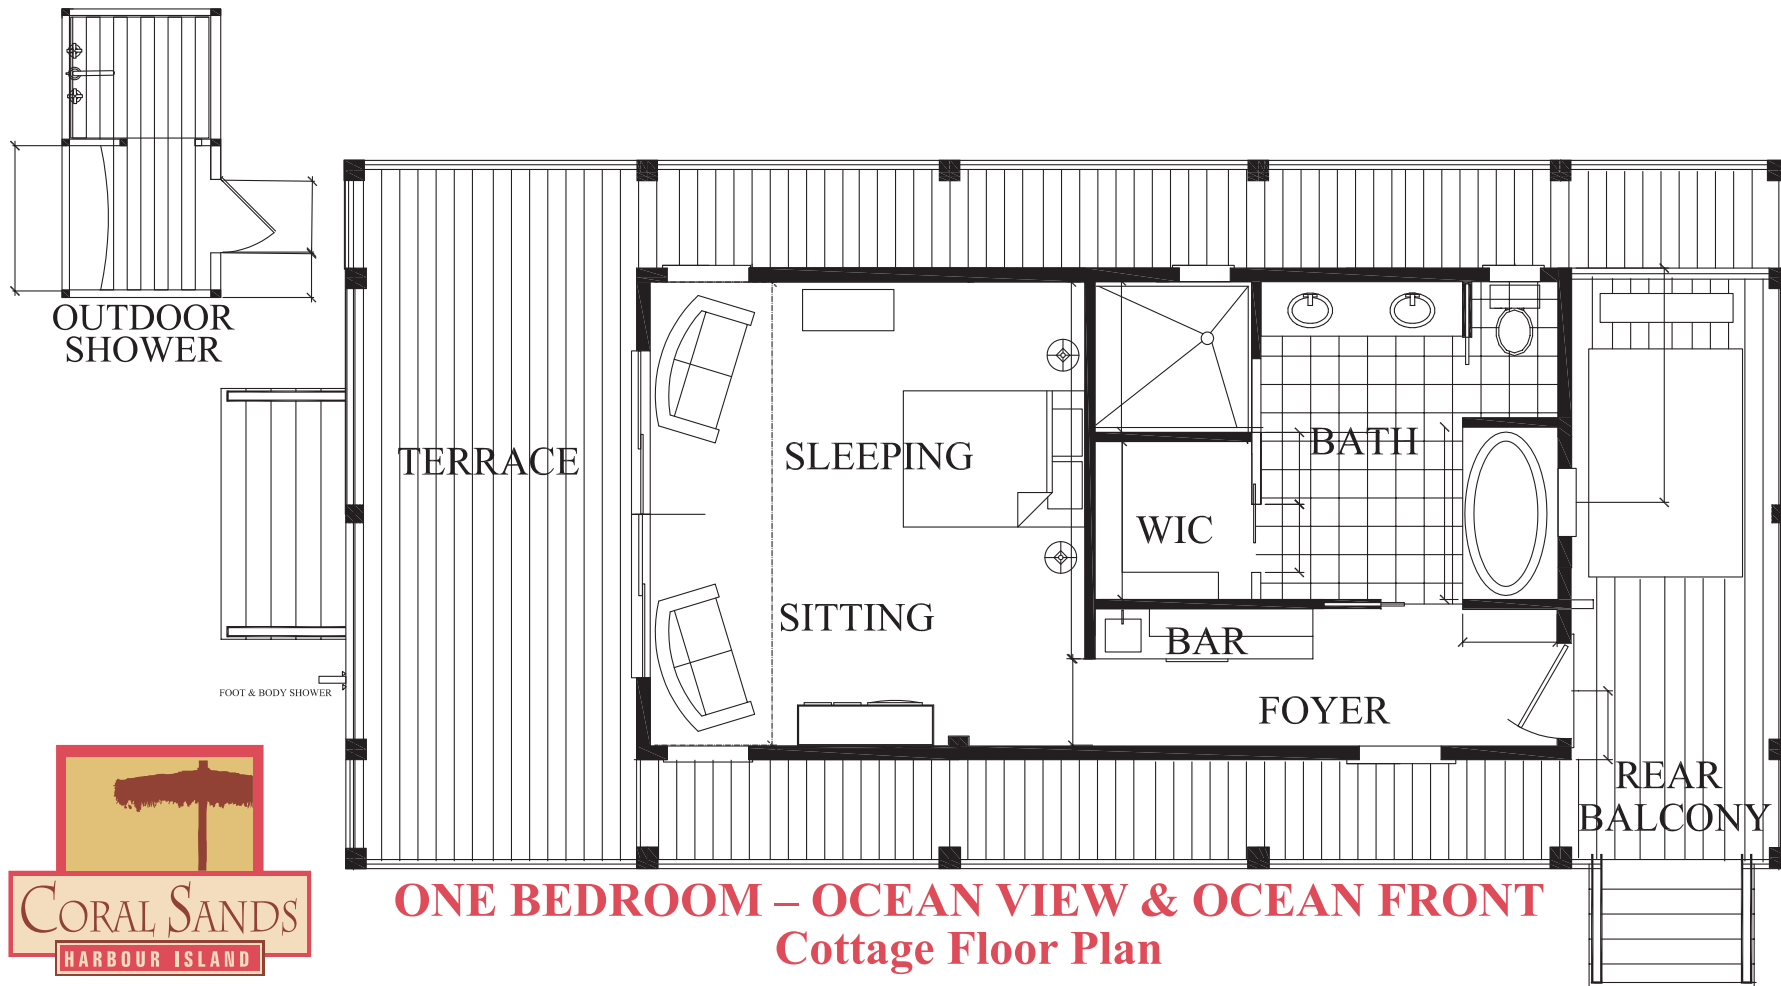 OUTDOOR
SHOWER
TERRACE
SLEEPING
BATH
WIC
SITTING
BAR
FOYER
FOOT & BODY SHOWER
REAR
BALCONY
CORAL SANDS
HARBOUR ISLAND
ONE BEDROOM – OCEAN VIEW & OCEAN FRONT
Cottage Floor Plan